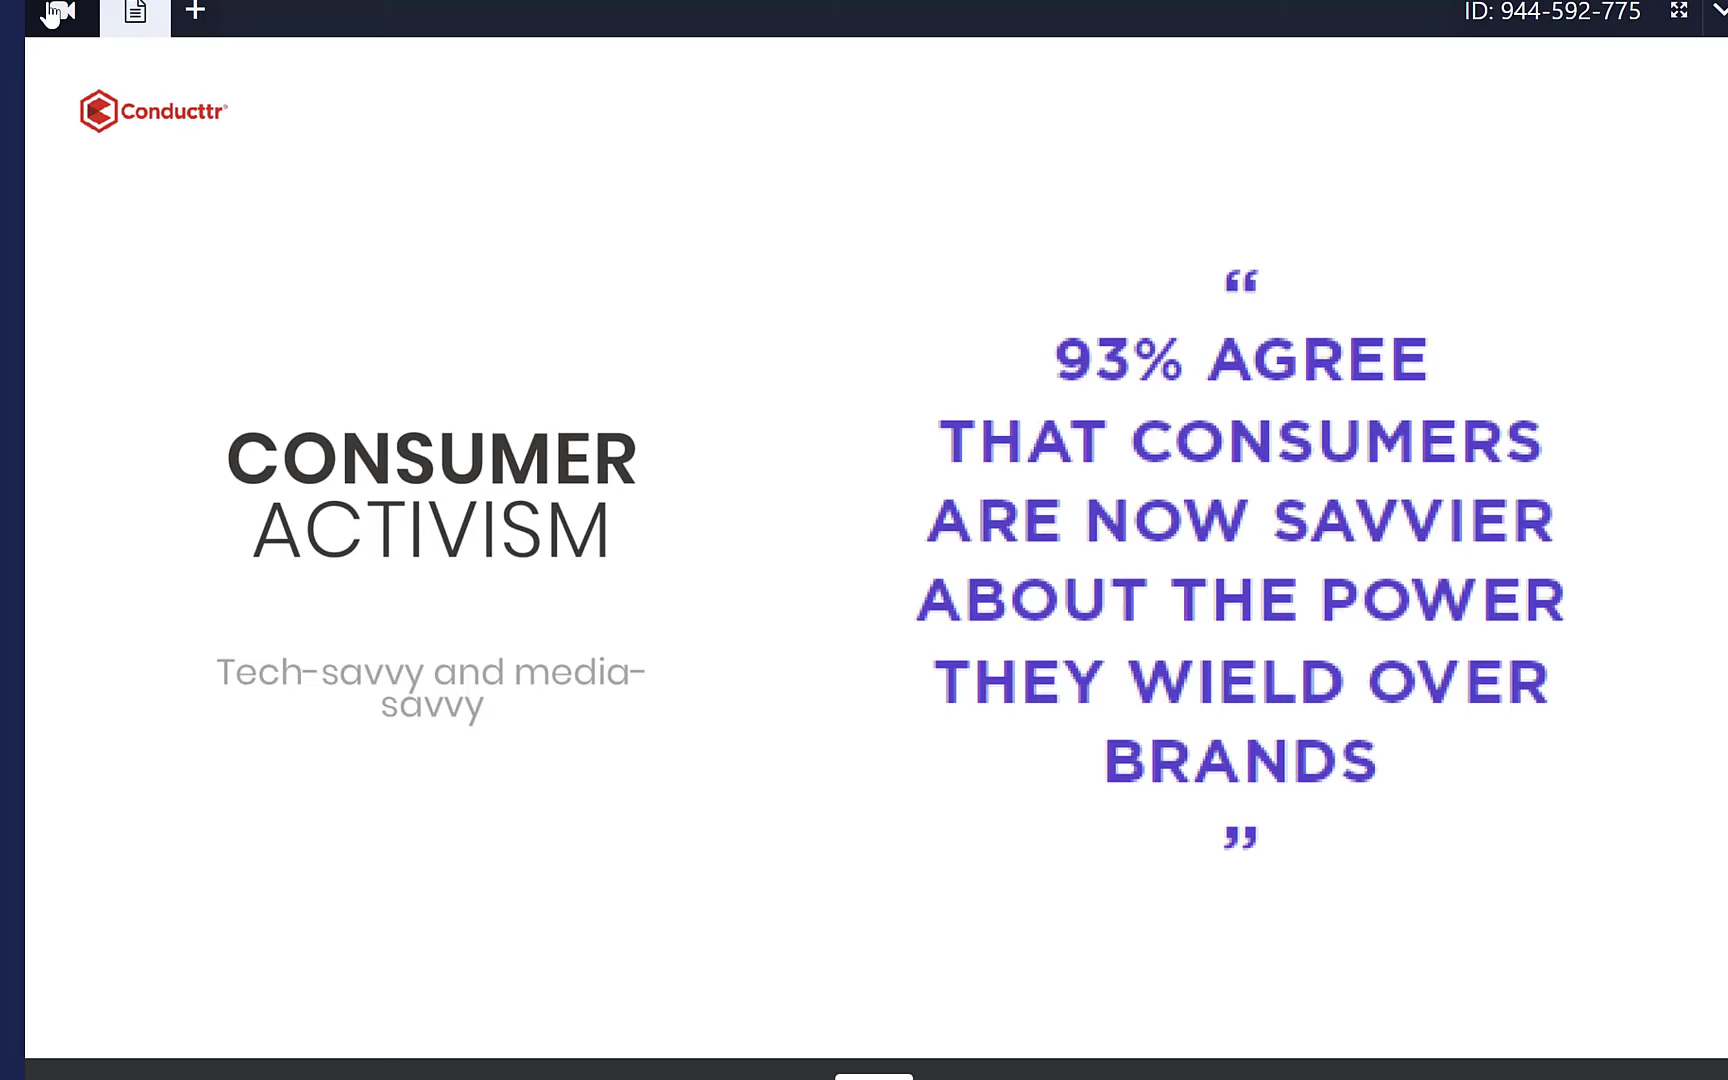 ID: 944-592-775
Conducttr®
CONSUMER
ACTIVISM
Tech-savvy and media-
savvy
“
93% AGREE
THAT CONSUMERS
ARE NOW SAVVIER
ABOUT THE POWER
THEY WIELD OVER
BRANDS
”